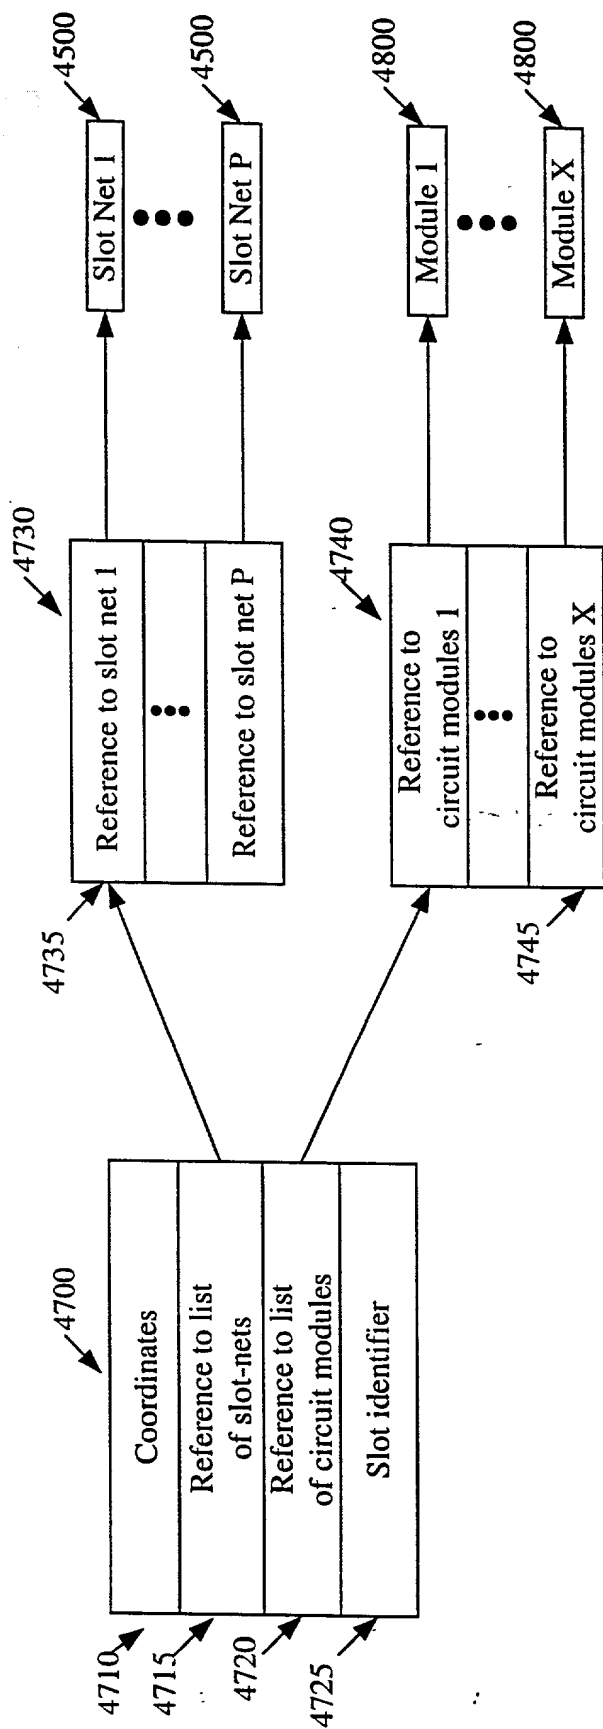 4700
4710
Coordinates
4715
Reference to list
of slot-nets
4720
Reference to list
of circuit modules
4725
Slot identifier
4730
4735
Reference to slot net 1
Reference to slot net P
4740
Reference to
circuit modules 1
Reference to
circuit modules X
4745
4500
Slot Net 1
4500
Slot Net P
4800
Module 1
4800
Module X